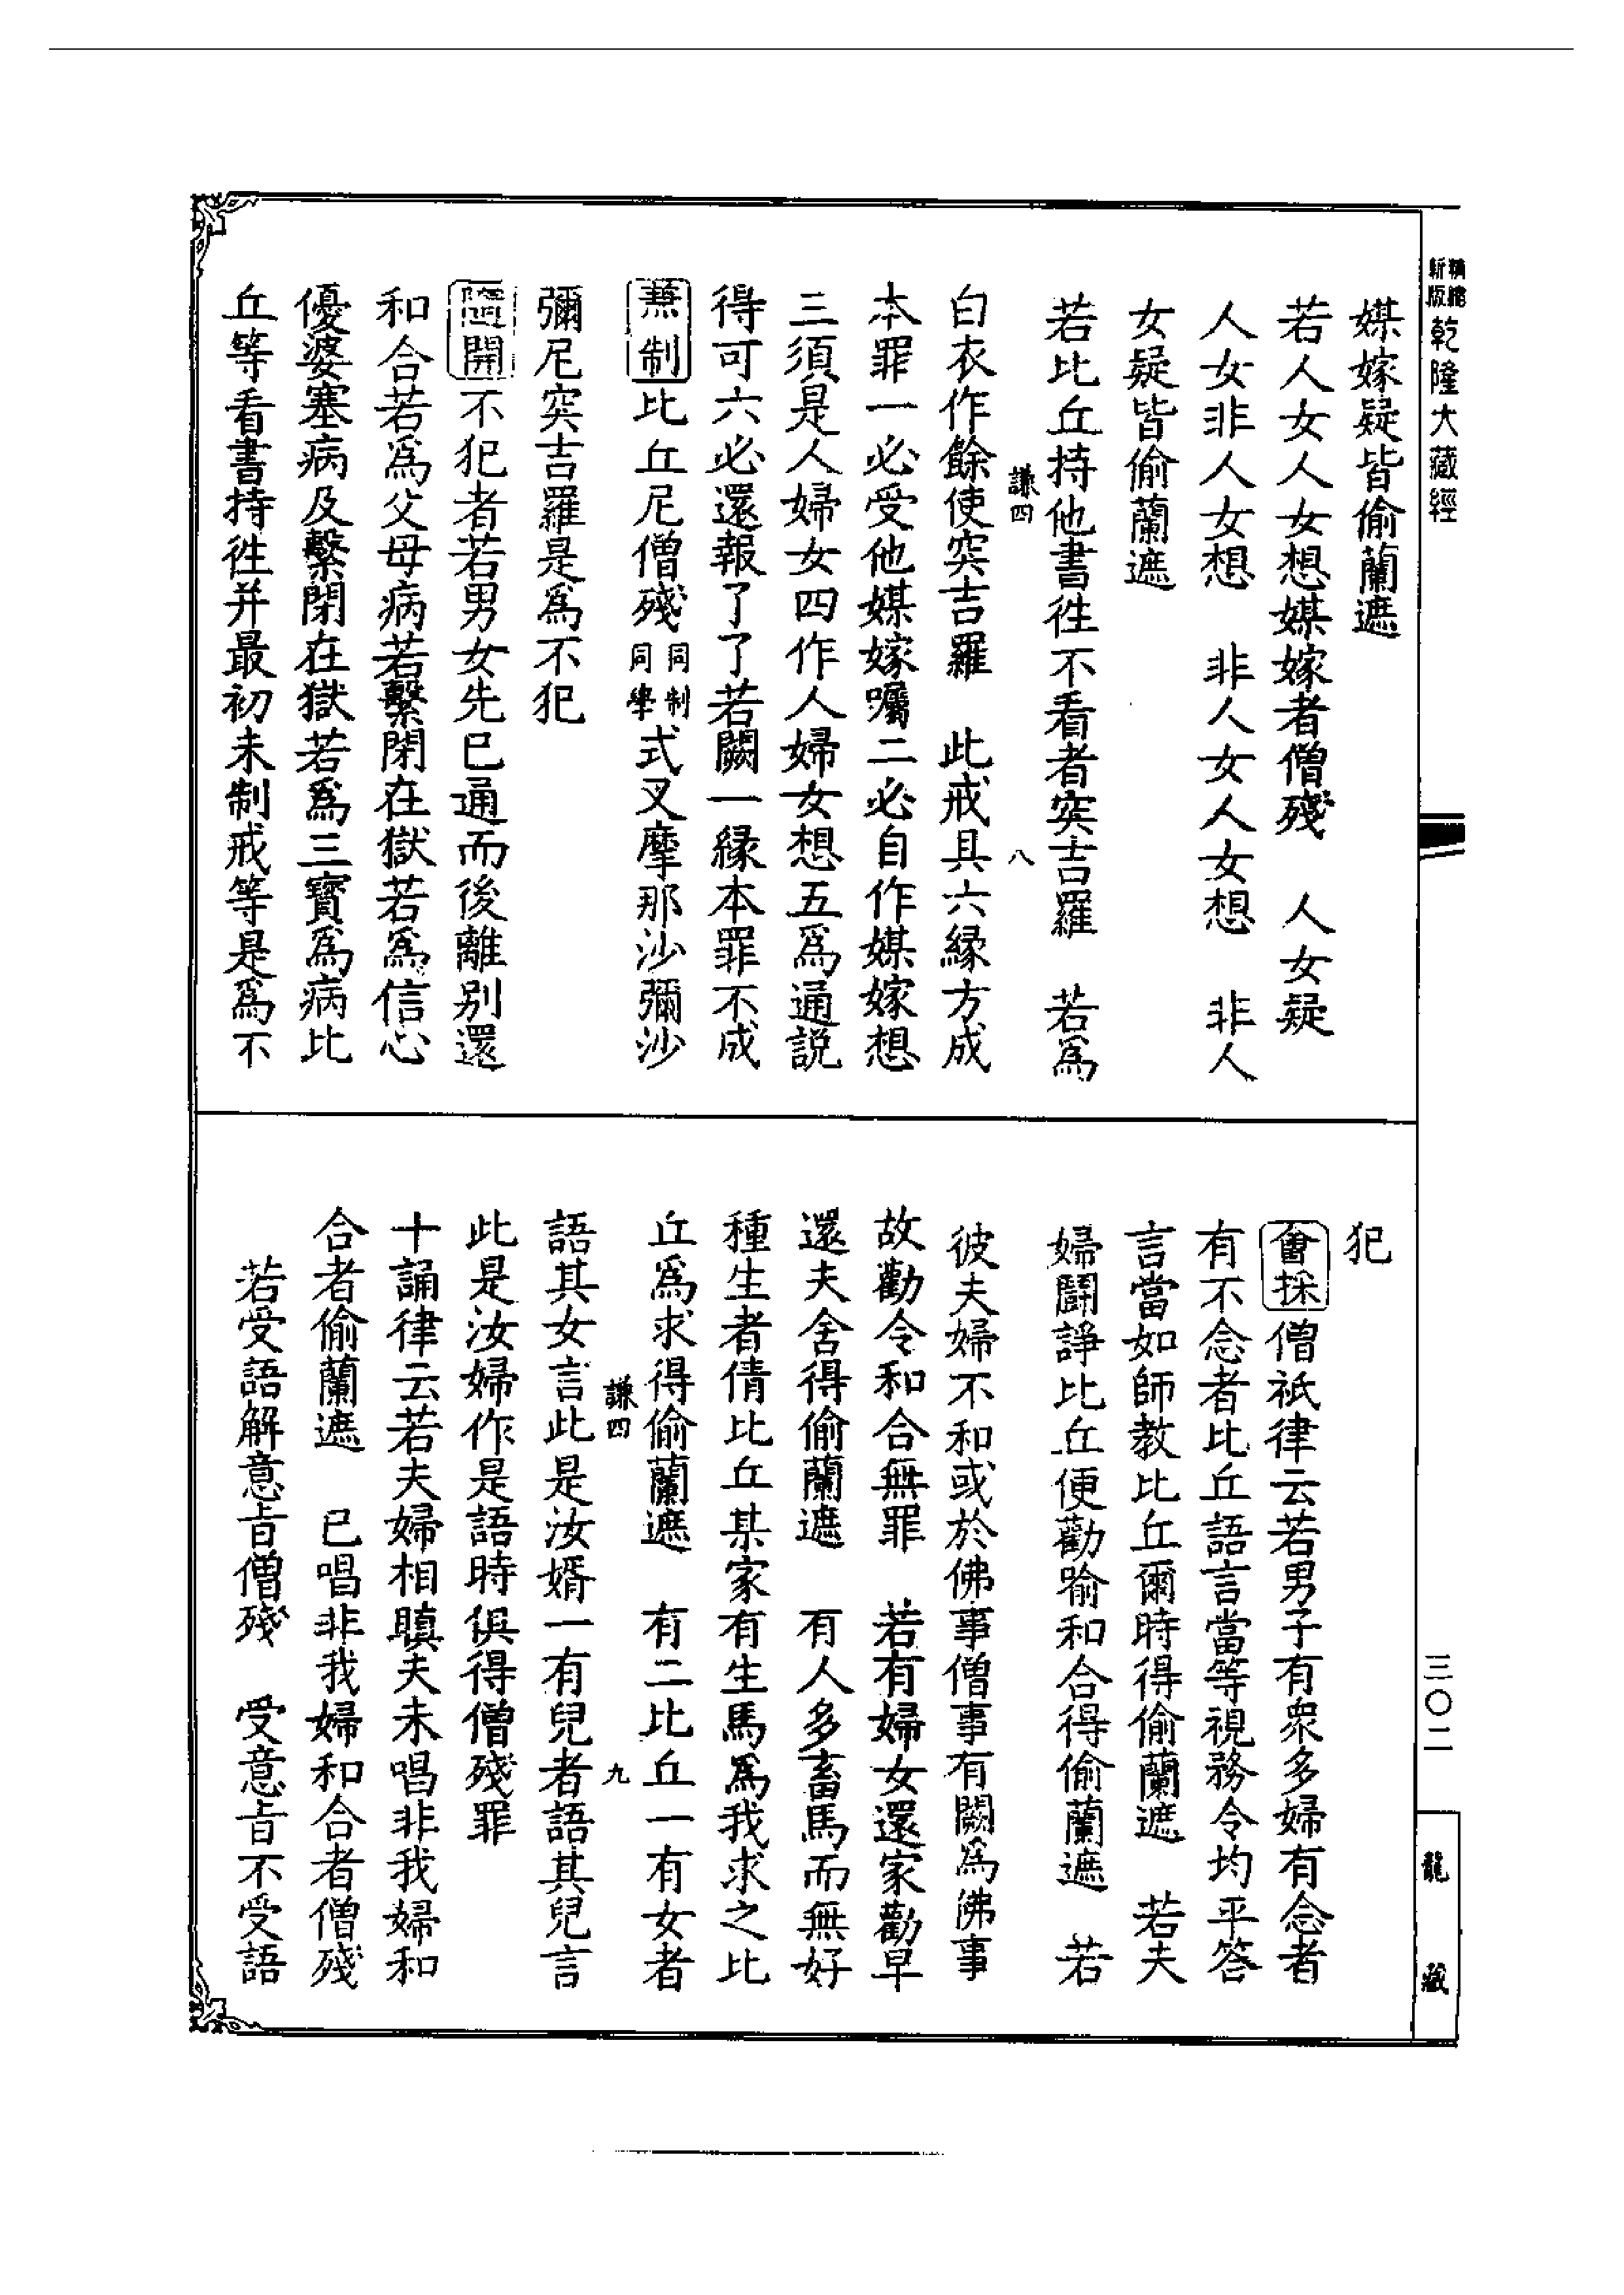 精縮新版乾隆大藏經
媒嫁疑皆偷蘭遮
若人女人女想媒嫁者僧殘　人女疑
人女非人女想　非人女人女想　非人
女疑皆偷蘭遮
若比丘持他書徃不看者突吉羅　若爲
謙四　八
白衣作餘使突吉羅　此戒具六緣方成
本罪一必受他媒嫁囑二必自作媒嫁想
三須是人婦女四作人婦女想五爲通説
得可六必還報了了若闕一緣本罪不成
兼制比丘尼僧殘同制同學式叉摩那沙彌沙
彌尼突吉羅是爲不犯
隨開不犯者若男女先已通而後離别還
和合若爲父母病若繫閉在獄若爲信心
優婆塞病及繫閉在獄若爲三寳爲病比
丘等看書持徃并最初未制戒等是爲不
犯
會採僧祇律云若男子有衆多婦有念者
有不念者比丘語言當等視務令均平答
言當如師教比丘爾時得偷蘭遮　若夫
婦鬪諍比丘便勸喻和合得偷蘭遮　若
彼夫婦不和或於佛事僧事有闕爲佛事
故勸令和合無罪　若有婦女還家勸早
還夫舍得偷蘭遮　有人多畜馬而無好
種生者倩比丘某家有生馬爲我求之比
丘爲求得偷蘭遮　有二比丘一有女者
謙四　九
語其女言此是汝婿一有兒者語其兒言
此是汝婦作是語時俱得僧殘罪
十誦律云若夫婦相瞋夫未唱非我婦和
合者偷蘭遮　已唱非我婦和合者僧殘
若受語解意㫖僧殘　受意㫖不受語
三〇二
龍藏